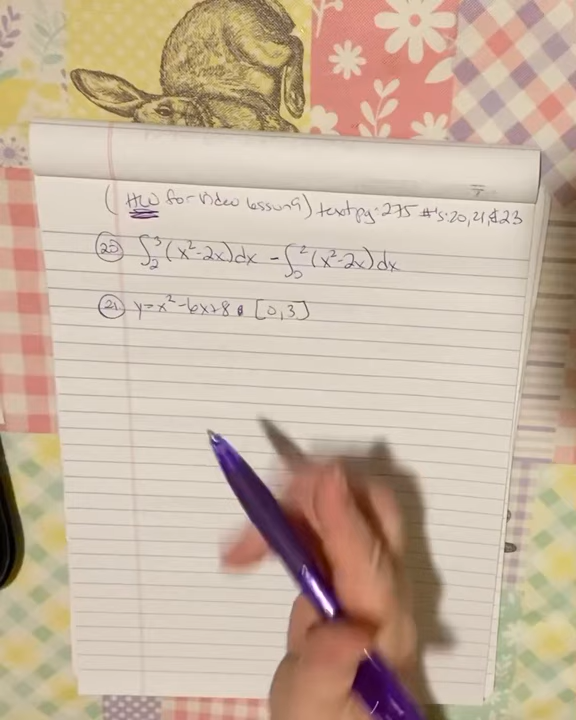 (HW for Video lesson 9) text pg. 275 #'s 20, 21, & 23
⑳ ∫₂³ (x²-2x)dx - ∫₀² (x²-2x)dx
㉑ y=x²-6x+8 [0,3]